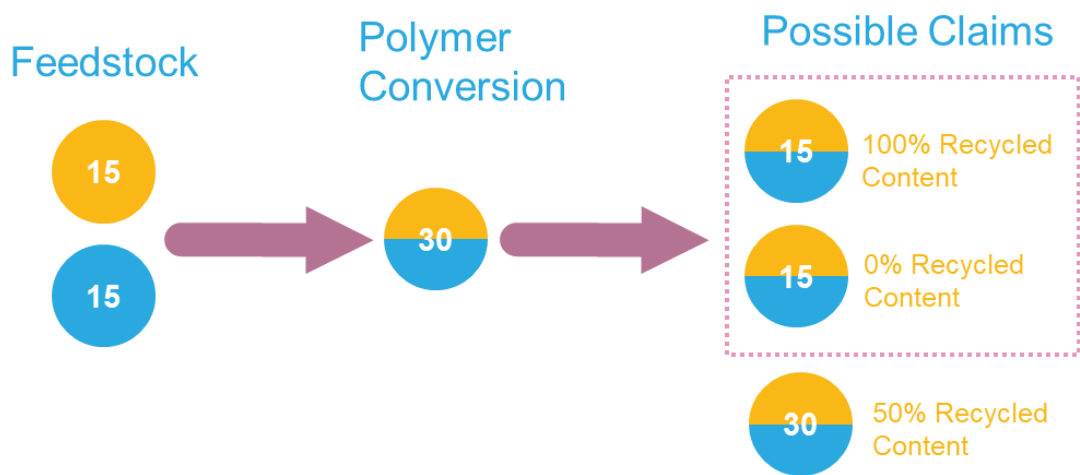 Feedstock
Polymer
Conversion
Possible Claims
15
15
30
15
100% Recycled
Content
15
0% Recycled
Content
30
50% Recycled
Content